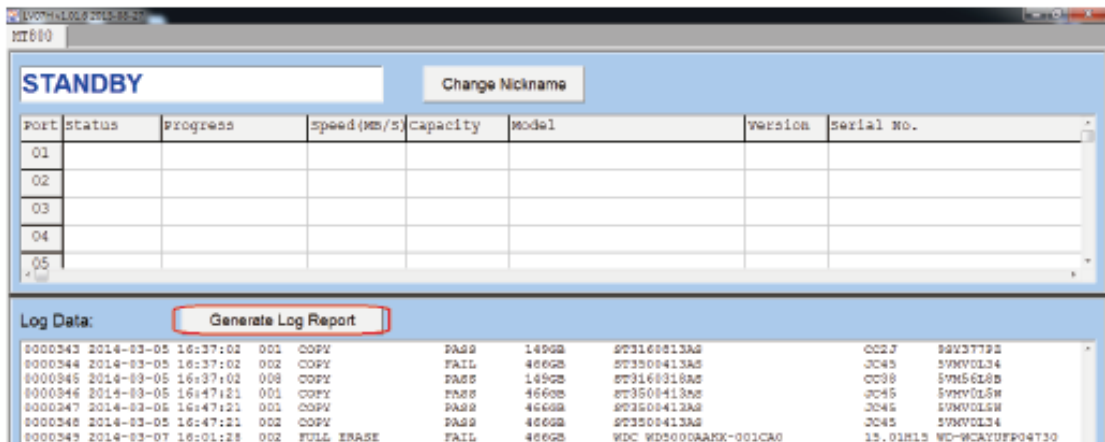 MT800
STANDBY
Change Nickname
Port Status Progress Speed(MB/S) Capacity Model Version Serial No.
01
02
03
04
05
Log Data:
Generate Log Report
0000343 2014-03-05 16:37:02 001 COPY PASS 149GB ST3160813AS CC2J
0000344 2014-03-05 16:37:02 002 COPY FAIL 466GB ST3500413AS JC45 5VMV0L34
0000345 2014-03-05 16:37:02 008 COPY PASS 149GB ST3160318AS CC38
0000346 2014-03-05 16:47:21 001 COPY PASS 466GB ST3500413AS JC45
0000347 2014-03-05 16:47:21 001 COPY PASS 466GB ST3500413AS JC45
0000348 2014-03-05 16:47:21 002 COPY PASS 466GB ST3500413AS JC45 5VMV0L34
0000349 2014-03-07 16:01:28 002 FULL ERASE FAIL 466GB WDC WD5000AAKX-001CA0 15.01H15